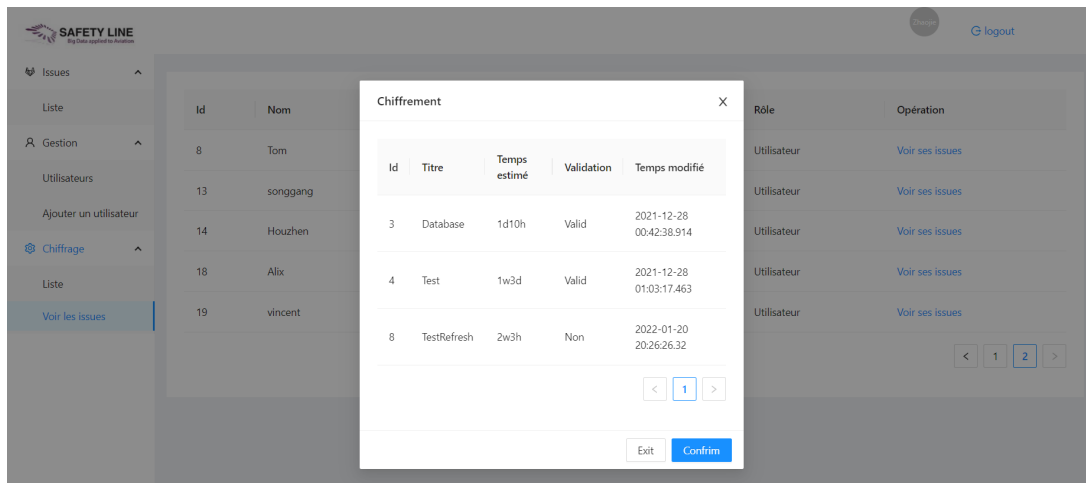 SAFETY LINE
Big Data applied to Aviation
Zhaojie
logout
Issues
Liste
Gestion
Utilisateurs
Ajouter un utilisateur
Chiffrage
Liste
Voir les issues
Id Nom Rôle Opération
8 Tom Utilisateur Voir ses issues
13 songgang Utilisateur Voir ses issues
14 Houzhen Utilisateur Voir ses issues
18 Alix Utilisateur Voir ses issues
19 vincent Utilisateur Voir ses issues
< 1 2 >
Chiffrement X
Id Titre Temps estimé Validation Temps modifié
3 Database 1d10h Valid 2021-12-28 00:42:38.914
4 Test 1w3d Valid 2021-12-28 01:03:17.463
8 TestRefresh 2w3h Non 2022-01-20 20:26:26.32
< 1 >
Exit Confrim